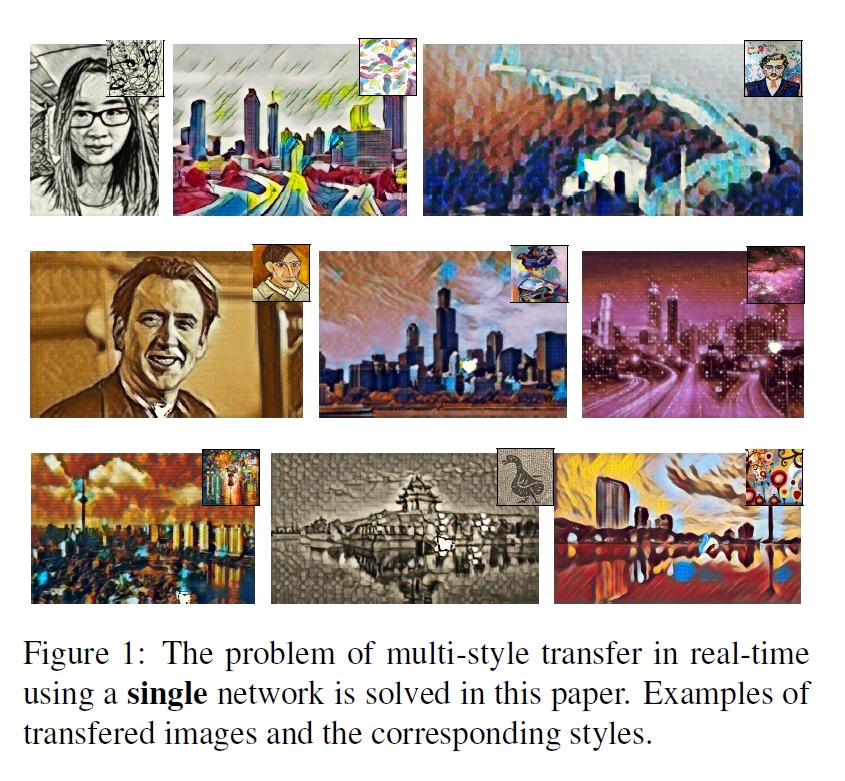 Figure 1: The problem of multi-style transfer in real-time
using a single network is solved in this paper. Examples of
transfered images and the corresponding styles.